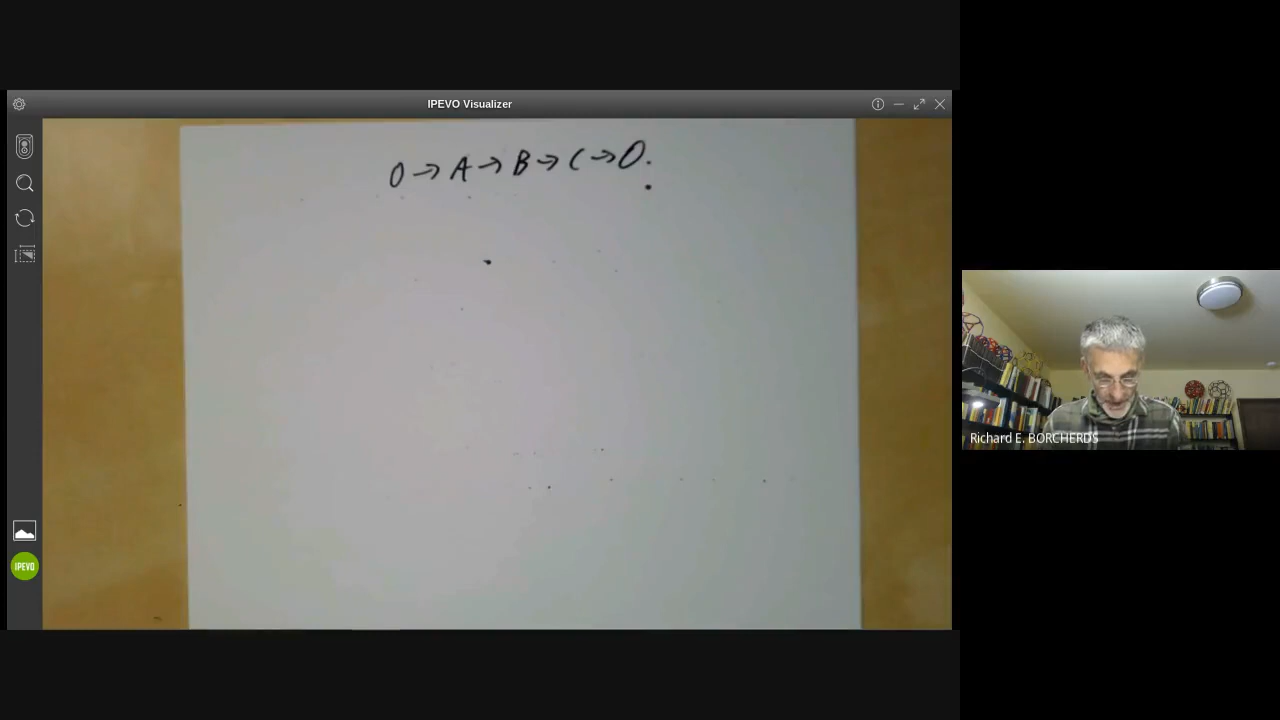 IPEVO Visualizer
0 → A → B → C → 0.
IPEVO
Richard E. BORCHERDS